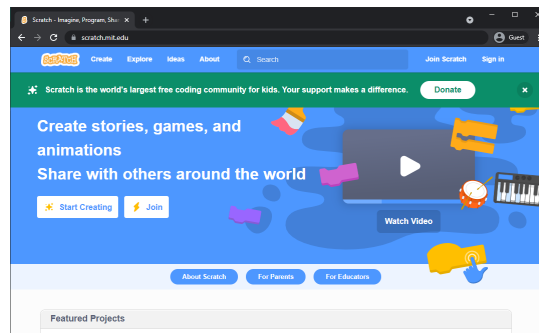 Scratch - Imagine, Program, Shar
scratch.mit.edu
Guest
SCRATCH
Create
Explore
Ideas
About
Search
Join Scratch
Sign in
Scratch is the world's largest free coding community for kids. Your support makes a difference.
Donate
Create stories, games, and
animations
Share with others around the world
Start Creating
Join
Watch Video
About Scratch
For Parents
For Educators
Featured Projects